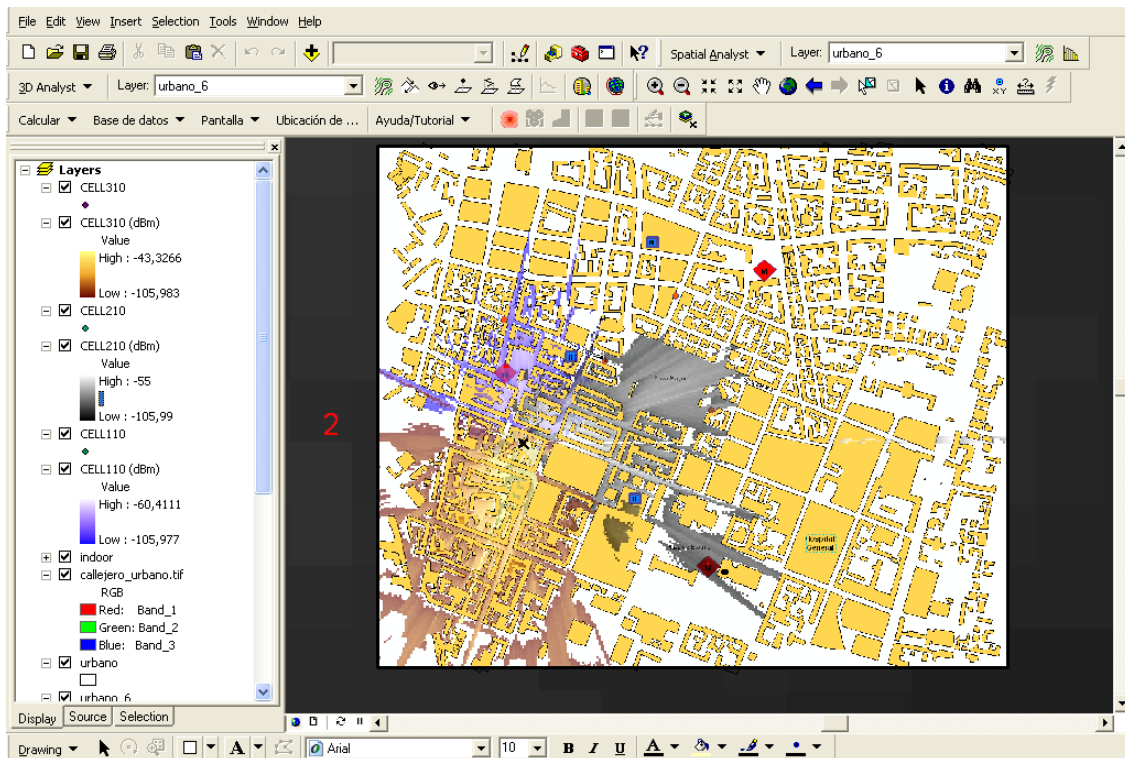 File Edit View Insert Selection Tools Window Help
Spatial Analyst Layer: urbano_6
3D Analyst Layer: urbano_6
Calcular Base de datos Pantalla Ubicación de ... Ayuda/Tutorial
Layers
CELL310
CELL310 (dBm)
Value
High : -43,3266
Low : -105,983
CELL210
CELL210 (dBm)
Value
High : -55
Low : -105,99
CELL110
CELL110 (dBm)
Value
High : -60,4111
Low : -105,977
indoor
callejero_urbano.tif
RGB
Red: Band_1
Green: Band_2
Blue: Band_3
urbano
urbano_6
Display Source Selection
2
Hospital
General
Drawing A Arial 10 B I U A